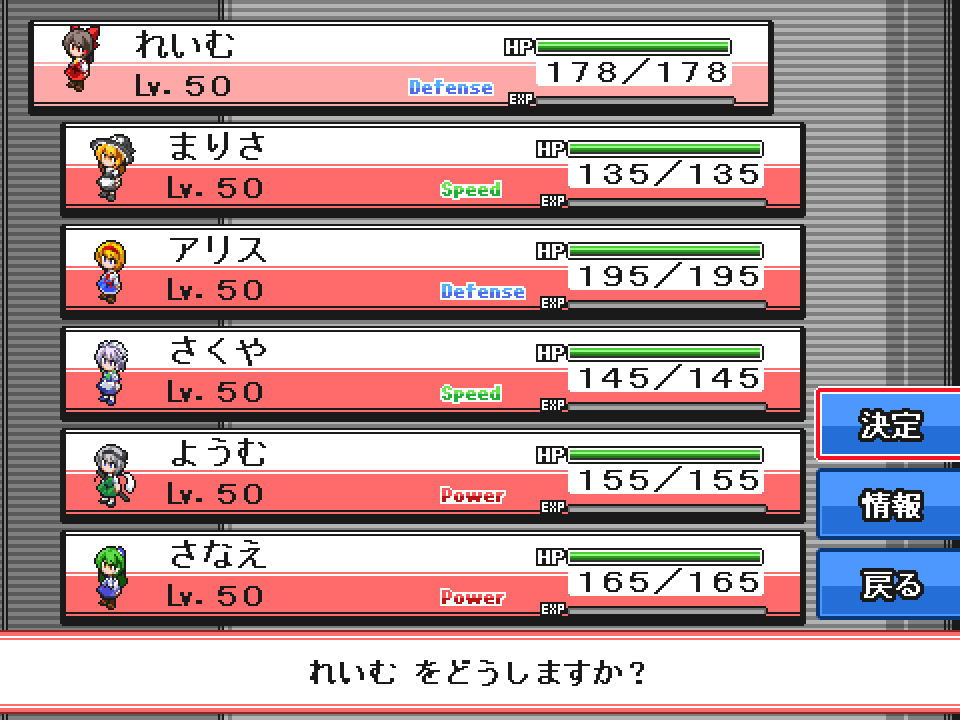 れいむ
HP
178／178
Lv. 50
Defense
EXP
まりさ
HP
135／135
Lv. 50
Speed
EXP
アリス
HP
195／195
Lv. 50
Defense
EXP
さくや
HP
145／145
Lv. 50
Speed
EXP
ようむ
HP
155／155
Lv. 50
Power
EXP
さなえ
HP
165／165
Lv. 50
Power
EXP
決定
情報
戻る
れいむ をどうしますか？